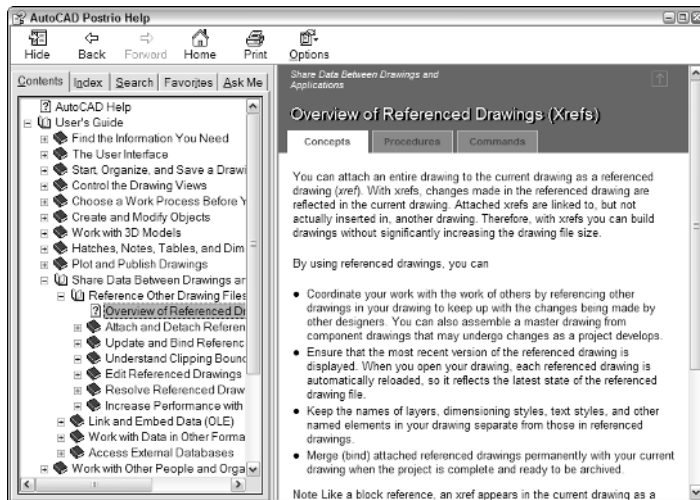 AutoCAD Postrio Help
Hide Back Forward Home Print Options
Contents Index Search Favorites Ask Me
AutoCAD Help
User's Guide
Find the Information You Need
The User Interface
Start, Organize, and Save a Drawi
Control the Drawing Views
Choose a Work Process Before Y
Create and Modify Objects
Work with 3D Models
Hatches, Notes, Tables, and Dim
Plot and Publish Drawings
Share Data Between Drawings ar
Reference Other Drawing Files
Overview of Referenced Dr
Attach and Detach Referen
Update and Bind Referenc
Understand Clipping Bounc
Edit Referenced Drawings
Resolve Referenced Draw
Increase Performance with
Link and Embed Data (OLE)
Work with Data in Other Forma
Access External Databases
Work with Other People and Orga
Share Data Between Drawings and
Applications
Overview of Referenced Drawings (Xrefs)
Concepts Procedures Commands
You can attach an entire drawing to the current drawing as a referenced
drawing (xref). With xrefs, changes made in the referenced drawing are
reflected in the current drawing. Attached xrefs are linked to, but not
actually inserted in, another drawing. Therefore, with xrefs you can build
drawings without significantly increasing the drawing file size.
By using referenced drawings, you can
• Coordinate your work with the work of others by referencing other
drawings in your drawing to keep up with the changes being made by
other designers. You can also assemble a master drawing from
component drawings that may undergo changes as a project develops.
• Ensure that the most recent version of the referenced drawing is
displayed. When you open your drawing, each referenced drawing is
automatically reloaded, so it reflects the latest state of the referenced
drawing file.
• Keep the names of layers, dimensioning styles, text styles, and other
named elements in your drawing separate from those in referenced
drawings.
• Merge (bind) attached referenced drawings permanently with your current
drawing when the project is complete and ready to be archived.
Note Like a block reference, an xref appears in the current drawing as a